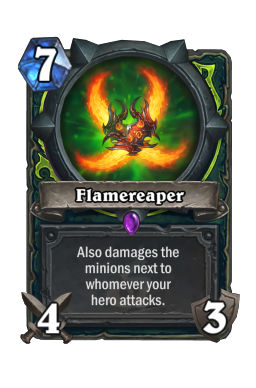 7
Flamereaper
Also damages the
minions next to
whomever your
hero attacks.
4
3